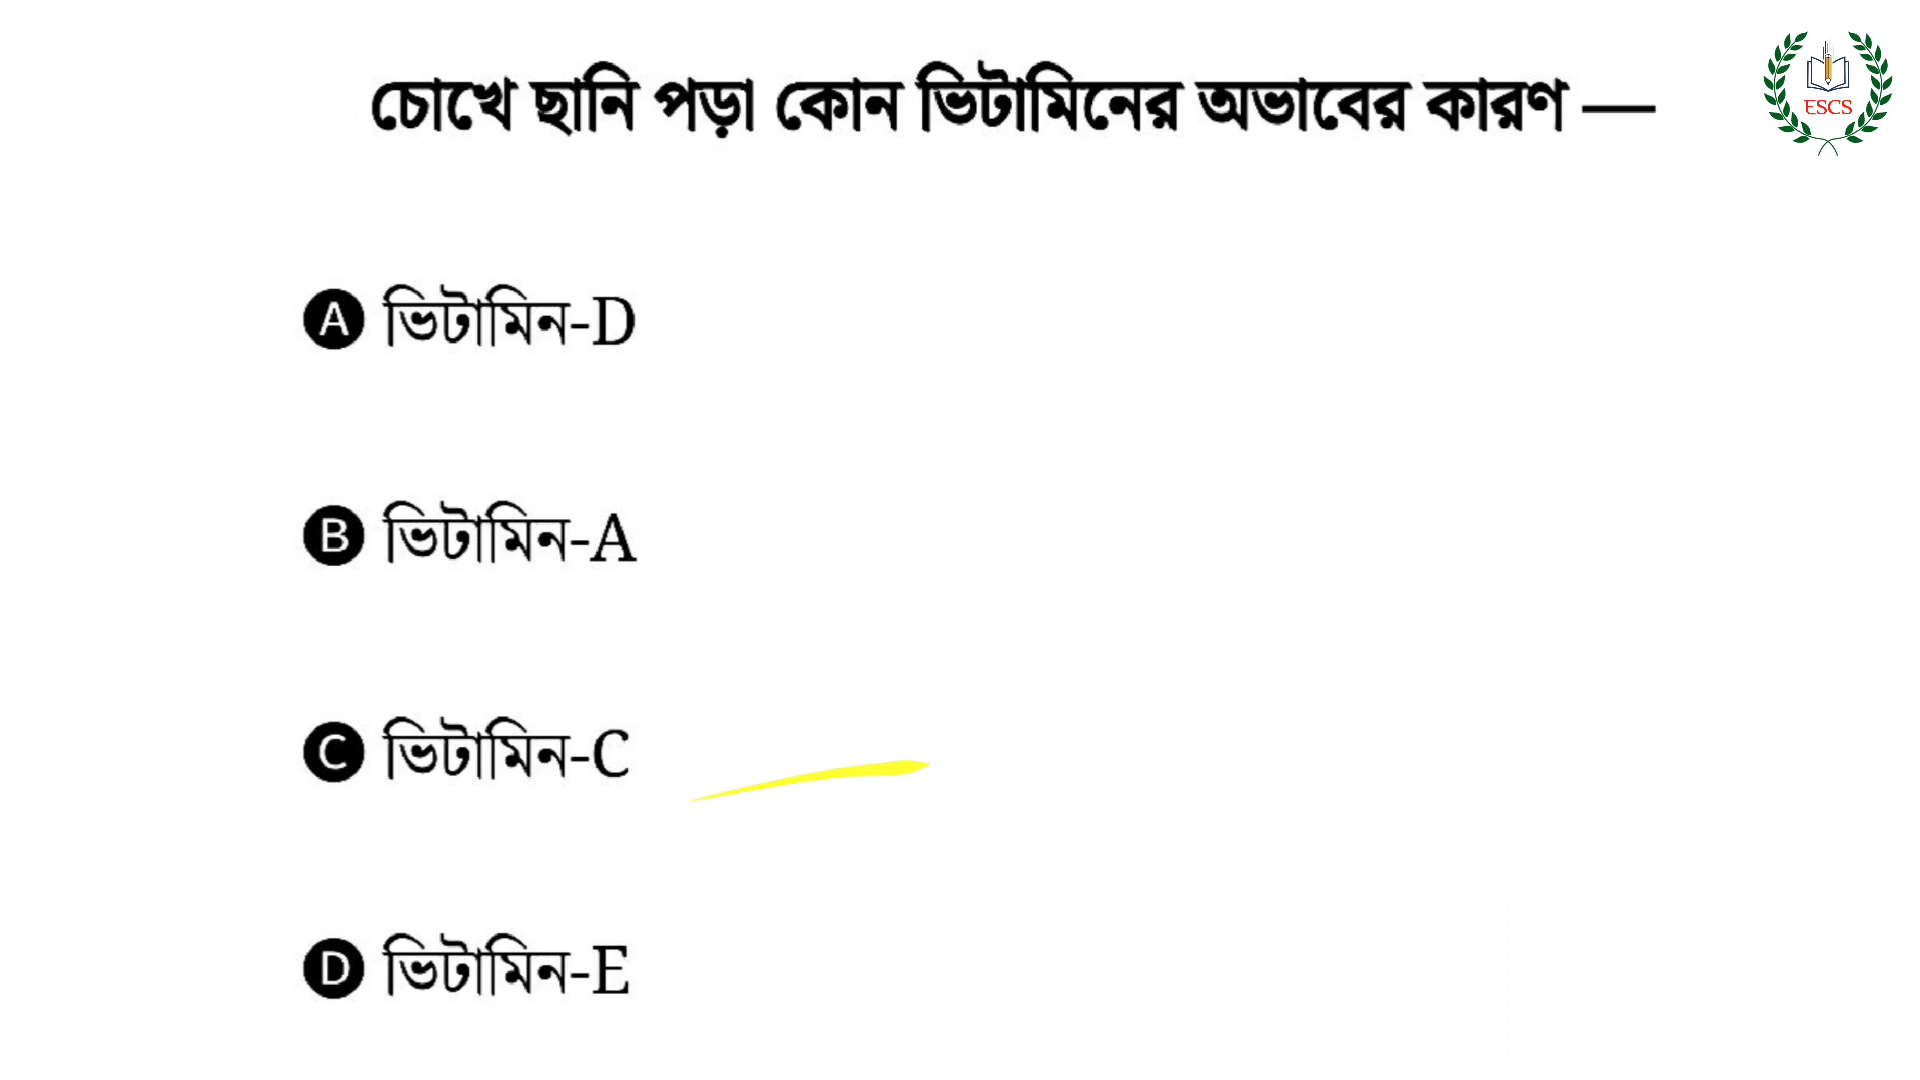 চোখে ছানি পড়া কোন ভিটামিনের অভাবের কারণ —
ESCS
A ভিটামিন-D
B ভিটামিন-A
C ভিটামিন-C
D ভিটামিন-E